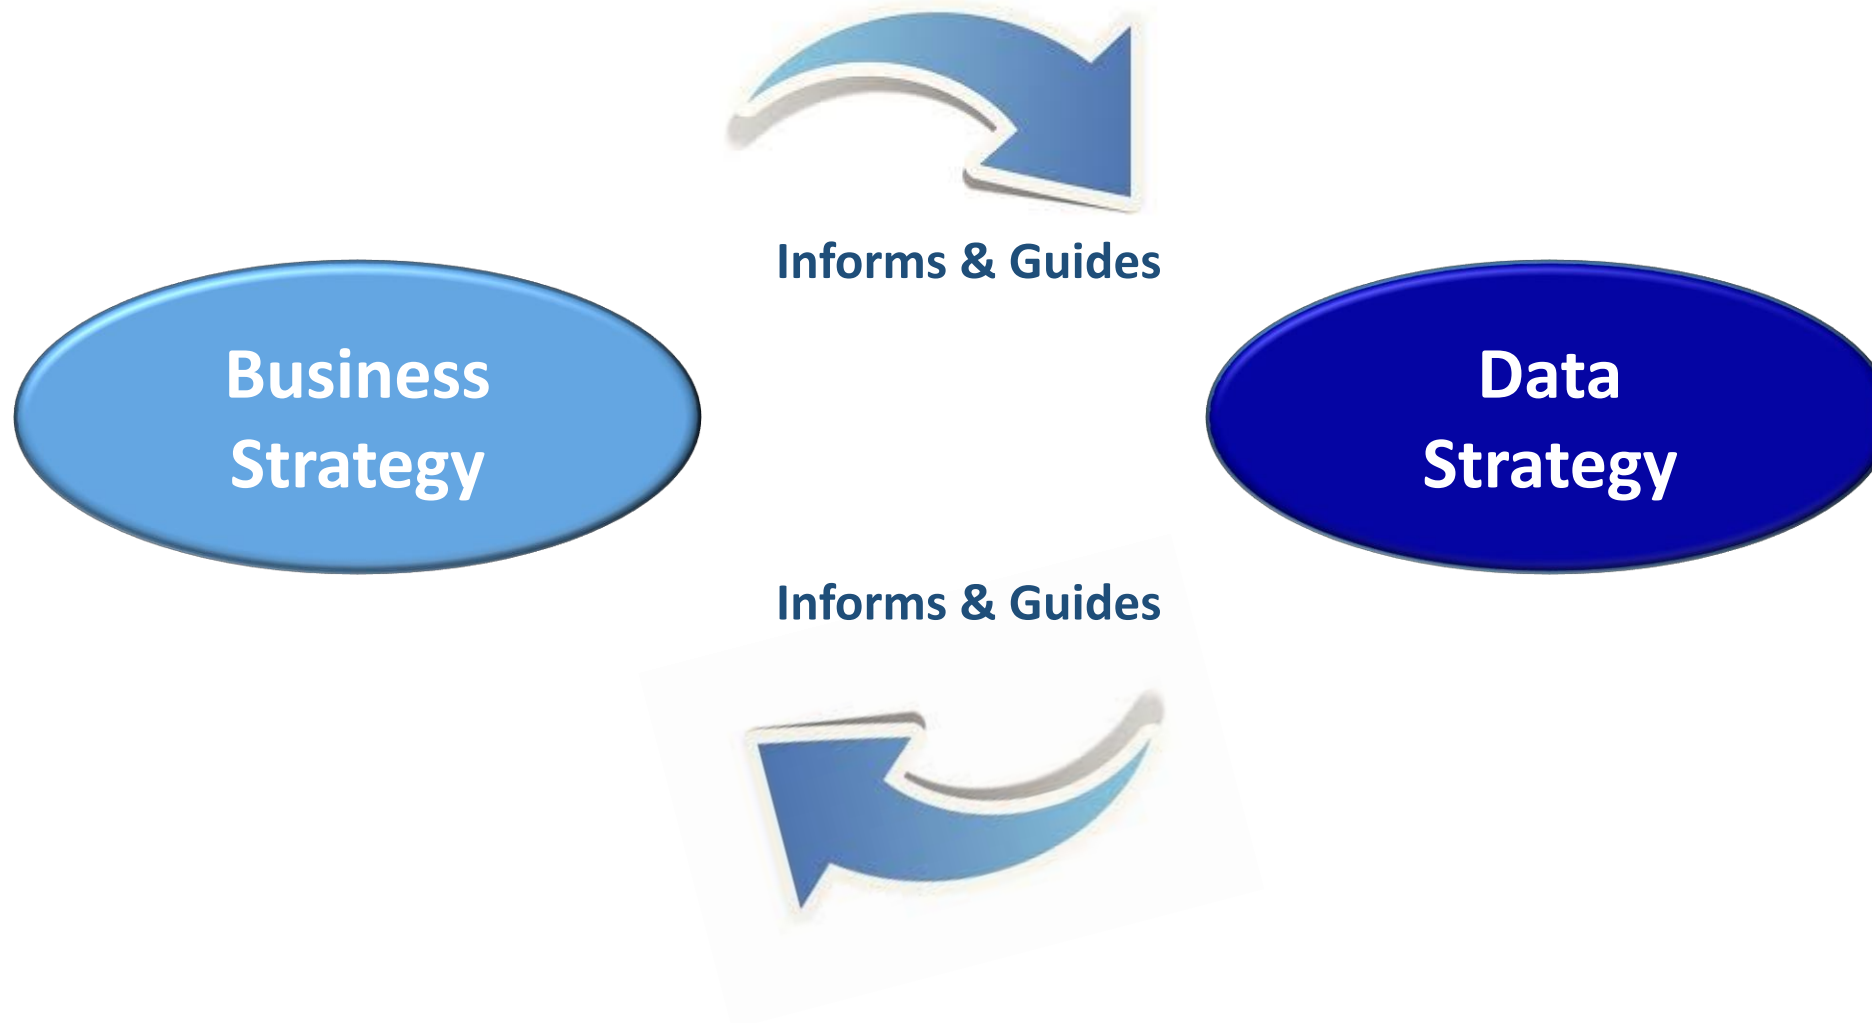 Informs & Guides
Business
Strategy
Data
Strategy
Informs & Guides